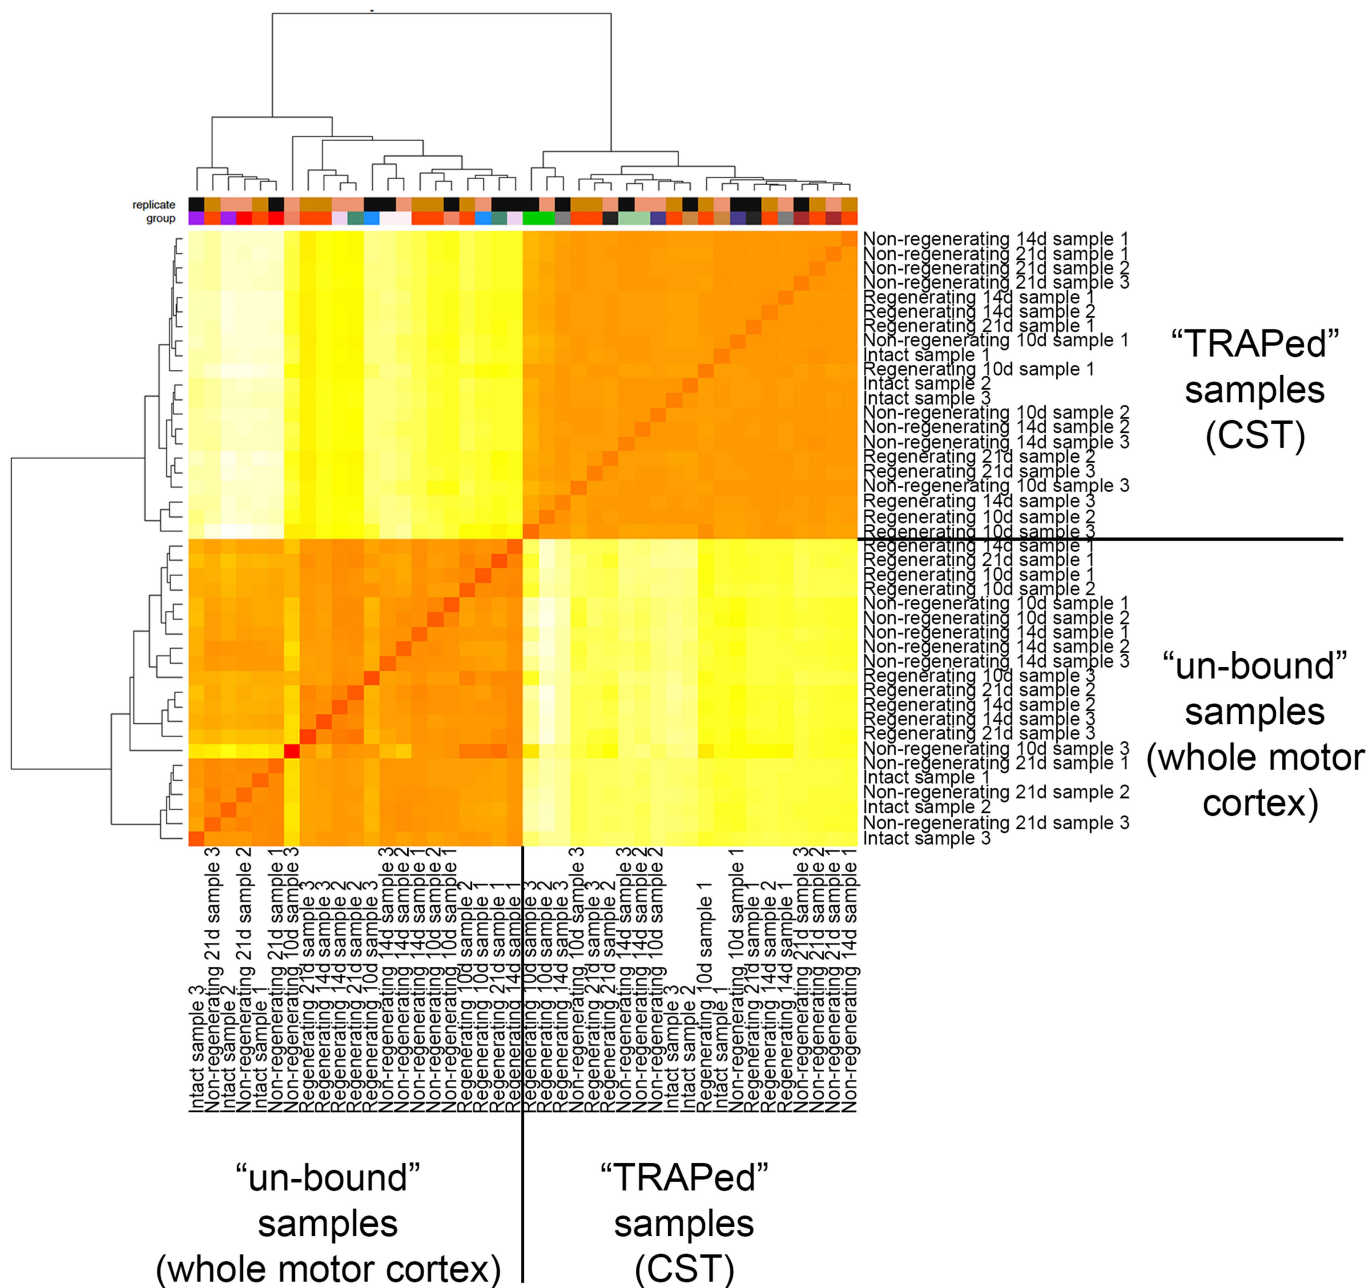 replicate
group
Non-regenerating 14d sample 1
Non-regenerating 21d sample 1
Non-regenerating 21d sample 2
Non-regenerating 21d sample 3
Regenerating 14d sample 1
Regenerating 14d sample 2
Regenerating 21d sample 1
Non-regenerating 10d sample 1
Intact sample 1
Regenerating 10d sample 1
Intact sample 2
Intact sample 3
Non-regenerating 10d sample 2
Non-regenerating 14d sample 2
Non-regenerating 14d sample 3
Regenerating 21d sample 2
Regenerating 21d sample 3
Non-regenerating 10d sample 3
Regenerating 14d sample 3
Regenerating 10d sample 2
Regenerating 10d sample 3
Regenerating 14d sample 1
Regenerating 21d sample 1
Regenerating 10d sample 1
Regenerating 10d sample 2
Non-regenerating 10d sample 1
Non-regenerating 10d sample 2
Non-regenerating 14d sample 1
Non-regenerating 14d sample 2
Non-regenerating 14d sample 3
Regenerating 10d sample 3
Regenerating 21d sample 2
Regenerating 14d sample 2
Regenerating 14d sample 3
Regenerating 21d sample 3
Non-regenerating 10d sample 3
Non-regenerating 21d sample 1
Intact sample 1
Non-regenerating 21d sample 2
Intact sample 2
Non-regenerating 21d sample 3
Intact sample 3
“TRAPed”
samples
(CST)
“un-bound”
samples
(whole motor
cortex)
Intact sample 3
Non-regenerating 21d sample 3
Intact sample 2
Non-regenerating 21d sample 2
Intact sample 1
Non-regenerating 21d sample 1
Non-regenerating 10d sample 3
Regenerating 21d sample 3
Regenerating 14d sample 3
Regenerating 14d sample 2
Regenerating 21d sample 2
Regenerating 10d sample 3
Non-regenerating 14d sample 3
Non-regenerating 14d sample 2
Non-regenerating 14d sample 1
Non-regenerating 10d sample 2
Non-regenerating 10d sample 1
Regenerating 10d sample 2
Regenerating 10d sample 1
Regenerating 21d sample 1
Regenerating 14d sample 1
Regenerating 10d sample 3
Regenerating 10d sample 2
Regenerating 14d sample 3
Non-regenerating 10d sample 3
Regenerating 21d sample 3
Regenerating 21d sample 2
Non-regenerating 14d sample 3
Non-regenerating 14d sample 2
Non-regenerating 10d sample 2
Intact sample 3
Intact sample 2
Regenerating 10d sample 1
Intact sample 1
Non-regenerating 10d sample 1
Regenerating 21d sample 1
Regenerating 14d sample 2
Regenerating 14d sample 1
Non-regenerating 21d sample 3
Non-regenerating 21d sample 2
Non-regenerating 21d sample 1
Non-regenerating 14d sample 1
“un-bound”
samples
(whole motor cortex)
“TRAPed”
samples
(CST)